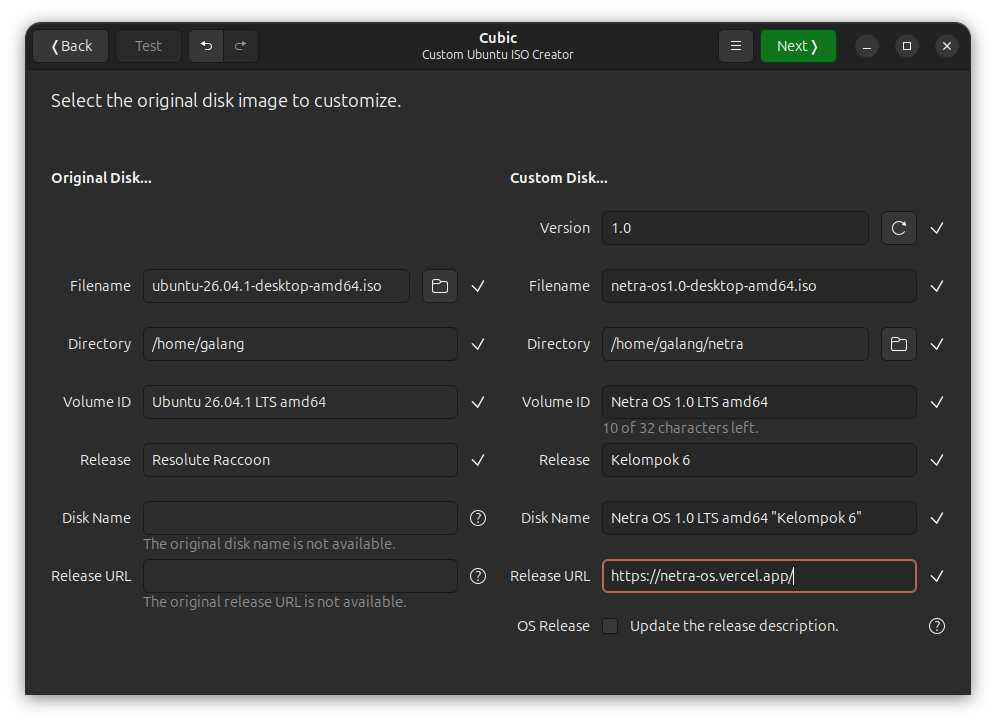 ❬Back
Test
Cubic
Custom Ubuntu ISO Creator
Next❭
Select the original disk image to customize.
Original Disk...
Custom Disk...
Version 1.0
Filename ubuntu-26.04.1-desktop-amd64.iso
Filename netra-os1.0-desktop-amd64.iso
Directory /home/galang
Directory /home/galang/netra
Volume ID Ubuntu 26.04.1 LTS amd64
Volume ID Netra OS 1.0 LTS amd64
10 of 32 characters left.
Release Resolute Raccoon
Release Kelompok 6
Disk Name
Disk Name Netra OS 1.0 LTS amd64 "Kelompok 6"
The original disk name is not available.
Release URL
Release URL https://netra-os.vercel.app/
The original release URL is not available.
OS Release Update the release description.